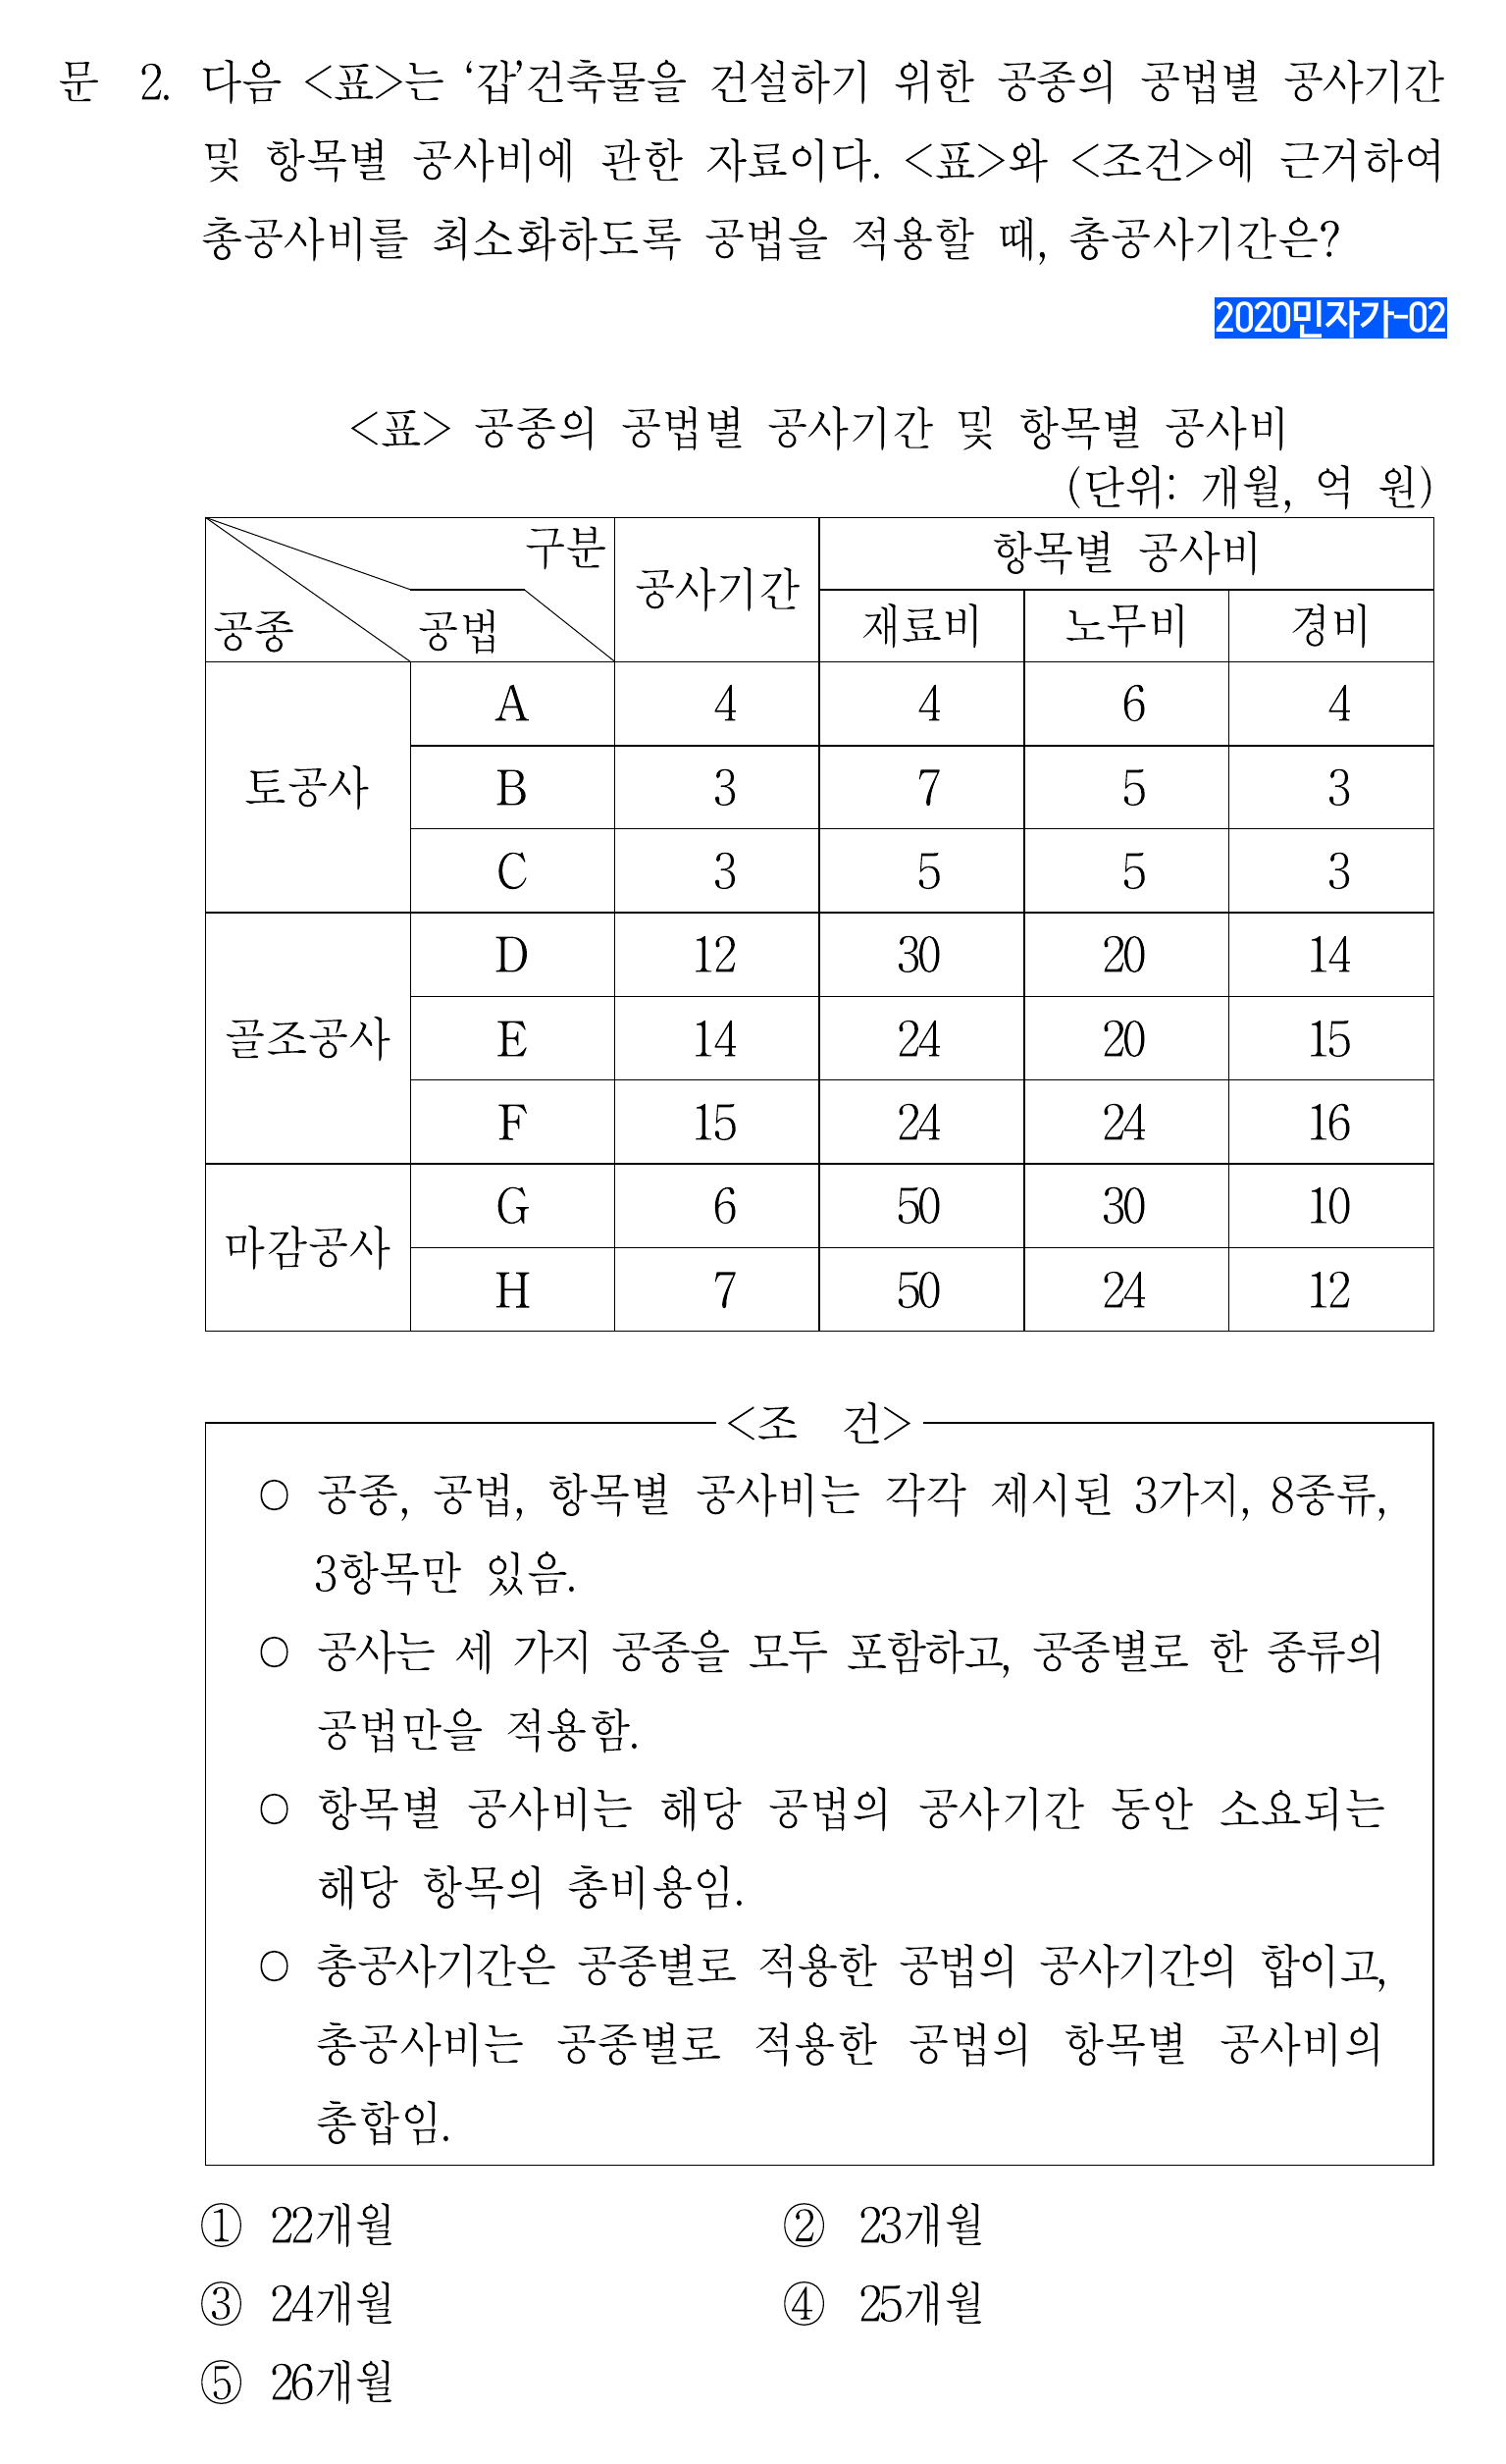 문 2. 다음 <표>는 ‘갑’건축물을 건설하기 위한 공종의 공법별 공사기간
및 항목별 공사비에 관한 자료이다. <표>와 <조건>에 근거하여
총공사비를 최소화하도록 공법을 적용할 때, 총공사기간은?
2020민자가-02
<표> 공종의 공법별 공사기간 및 항목별 공사비
(단위: 개월, 억 원)
구분 공사기간 항목별 공사비
공종 공법 재료비 노무비 경비
토공사 A 4 4 6 4
B 3 7 5 3
C 3 5 5 3
골조공사 D 12 30 20 14
E 14 24 20 15
F 15 24 24 16
마감공사 G 6 50 30 10
H 7 50 24 12
<조 건>
○ 공종, 공법, 항목별 공사비는 각각 제시된 3가지, 8종류,
3항목만 있음.
○ 공사는 세 가지 공종을 모두 포함하고, 공종별로 한 종류의
공법만을 적용함.
○ 항목별 공사비는 해당 공법의 공사기간 동안 소요되는
해당 항목의 총비용임.
○ 총공사기간은 공종별로 적용한 공법의 공사기간의 합이고,
총공사비는 공종별로 적용한 공법의 항목별 공사비의
총합임.
① 22개월 ② 23개월
③ 24개월 ④ 25개월
⑤ 26개월